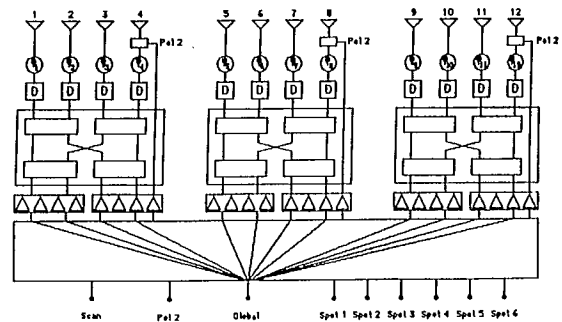 1 2 3 4 5 6 7 8 9 10 11 12
Pol 2 Pol 2 Pol 2
D D D D D D D D D D D D
Scan Pol 2 Global Spot 1 Spot 2 Spot 3 Spot 4 Spot 5 Spot 6